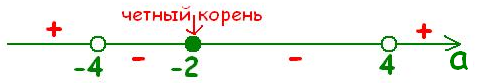 четный корень
+ - - +
-4 -2 4 a